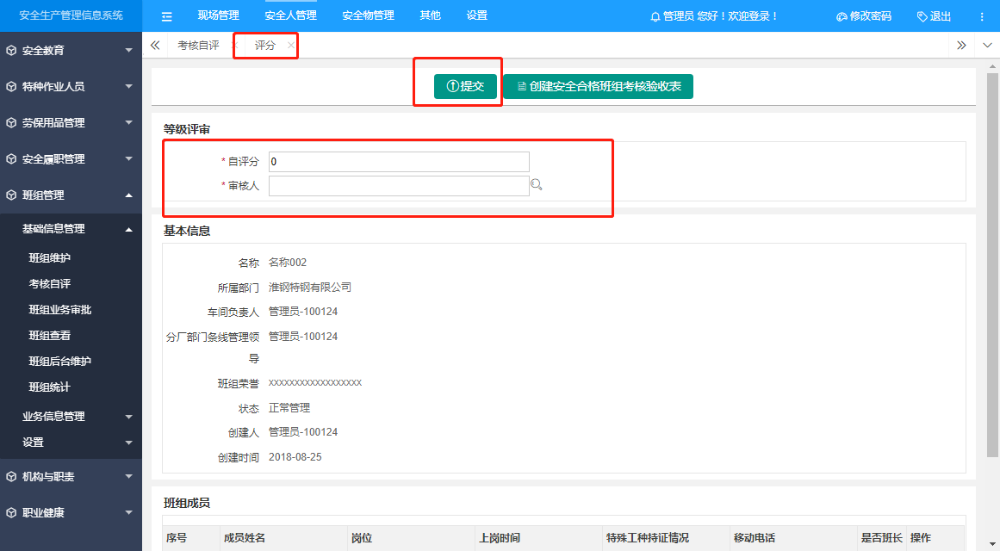 安全生产管理信息系统 现场管理 安全人管理 安全物管理 其他 设置 管理员 您好！欢迎登录！ 修改密码 退出
考核自评 评分
安全教育
特种作业人员
劳保用品管理
安全履职管理
班组管理
基础信息管理
班组维护
考核自评
班组业务审批
班组查看
班组后台维护
班组统计
业务信息管理
设置
机构与职责
职业健康
提交 创建安全合格班组考核验收表
等级评审
* 自评分 0
* 审核人
基本信息
名称 名称002
所属部门 淮钢特钢有限公司
车间负责人 管理员-100124
分厂部门条线管理领 管理员-100124
导
班组荣誉 xxxxxxxxxxxxxxxxxx
状态 正常管理
创建人 管理员-100124
创建时间 2018-08-25
班组成员
序号 成员姓名 岗位 上岗时间 特殊工种持证情况 移动电话 是否班长 操作